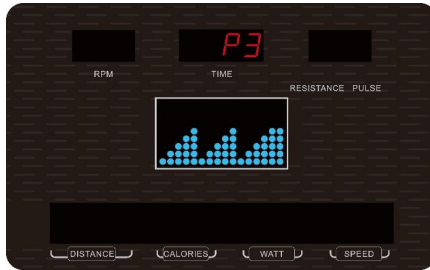 P3
RPM
TIME
RESISTANCE PULSE
DISTANCE
CALORIES
WATT
SPEED